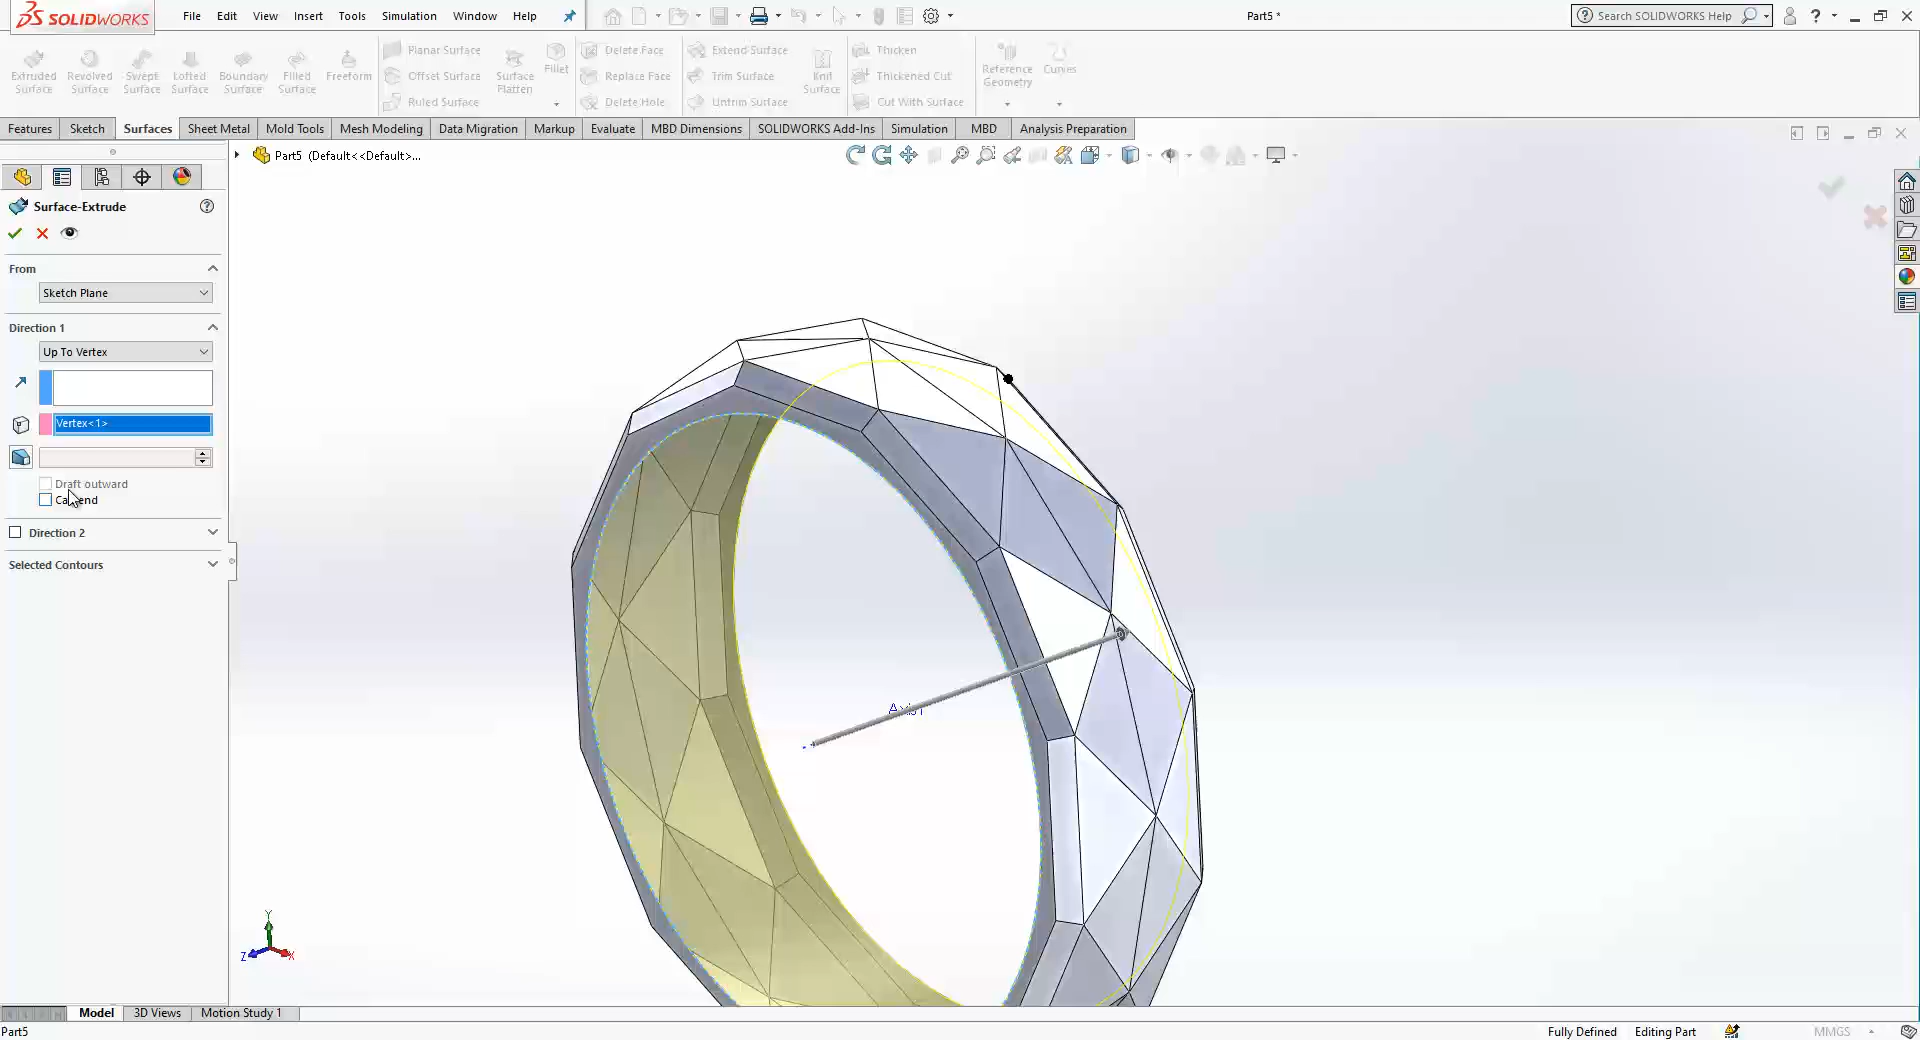 SOLIDWORKS
File Edit View Insert Tools Simulation Window Help
Part5 *
Search SOLIDWORKS Help
Extruded Surface
Revolved Surface
Swept Surface
Lofted Surface
Boundary Surface
Filled Surface
Freeform
Planar Surface
Offset Surface
Ruled Surface
Surface Flatten
Fillet
Delete Face
Replace Face
Delete Hole
Extend Surface
Trim Surface
Untrim Surface
Knit Surface
Thicken
Thickened Cut
Cut With Surface
Reference Geometry
Curves
Features Sketch Surfaces Sheet Metal Mold Tools Mesh Modeling Data Migration Markup Evaluate MBD Dimensions SOLIDWORKS Add-Ins Simulation MBD Analysis Preparation
Part5 (Default<<Default>...
Surface-Extrude
From
Sketch Plane
Direction 1
Up To Vertex
Vertex<1>
Draft outward
end
Direction 2
Selected Contours
Y
Z
X
Model 3D Views Motion Study 1
Part5
Fully Defined Editing Part MMGS